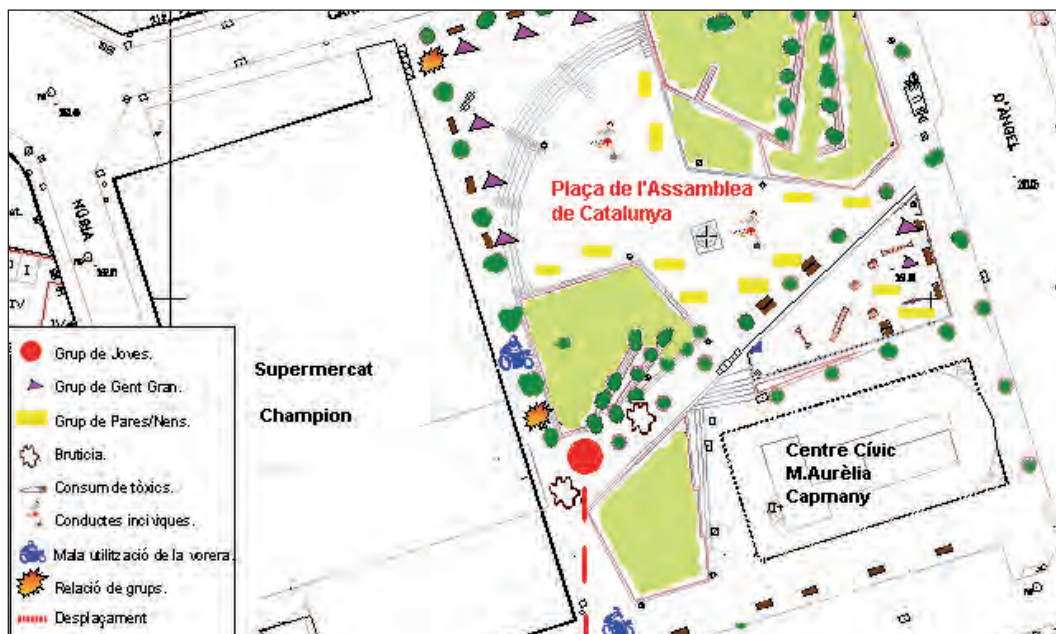 D'ÀNGEL
NÚRIA
Plaça de l'Assamblea
de Catalunya
Supermercat
Champion
Centre Cívic
M.Aurèlia
Capmany
Grup de Joves.
Grup de Gent Gran.
Grup de Pares/Nens.
Bruticia.
Consum de tòxics.
Conductes incíviques.
Mala utilització de la vorera.
Relació de grups.
Desplaçament